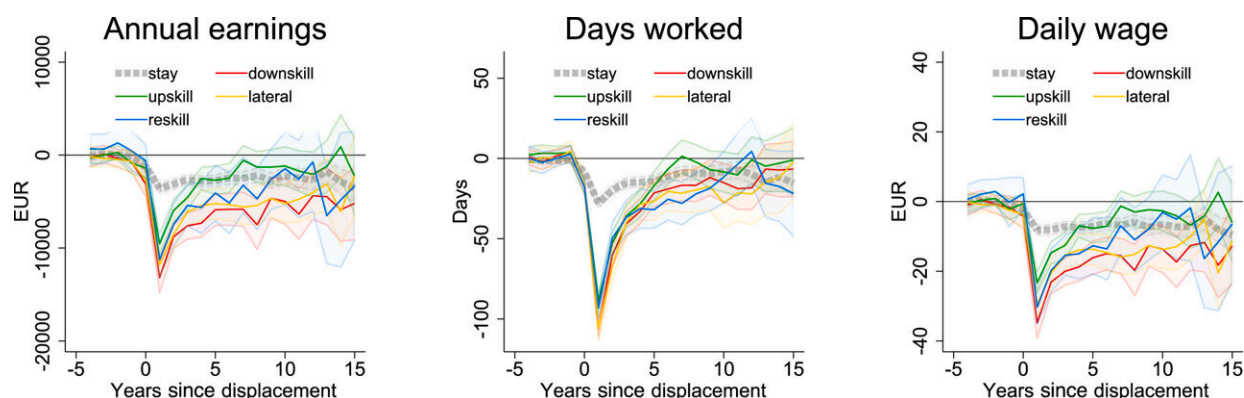 Annual earnings
10000
0
-10000
-20000
EUR
stay
downskill
upskill
lateral
reskill
-5 0 5 10 15
Years since displacement
Days worked
50
0
-50
-100
Days
stay
downskill
upskill
lateral
reskill
-5 0 5 10 15
Years since displacement
Daily wage
40
20
0
-20
-40
EUR
stay
downskill
upskill
lateral
reskill
-5 0 5 10 15
Years since displacement